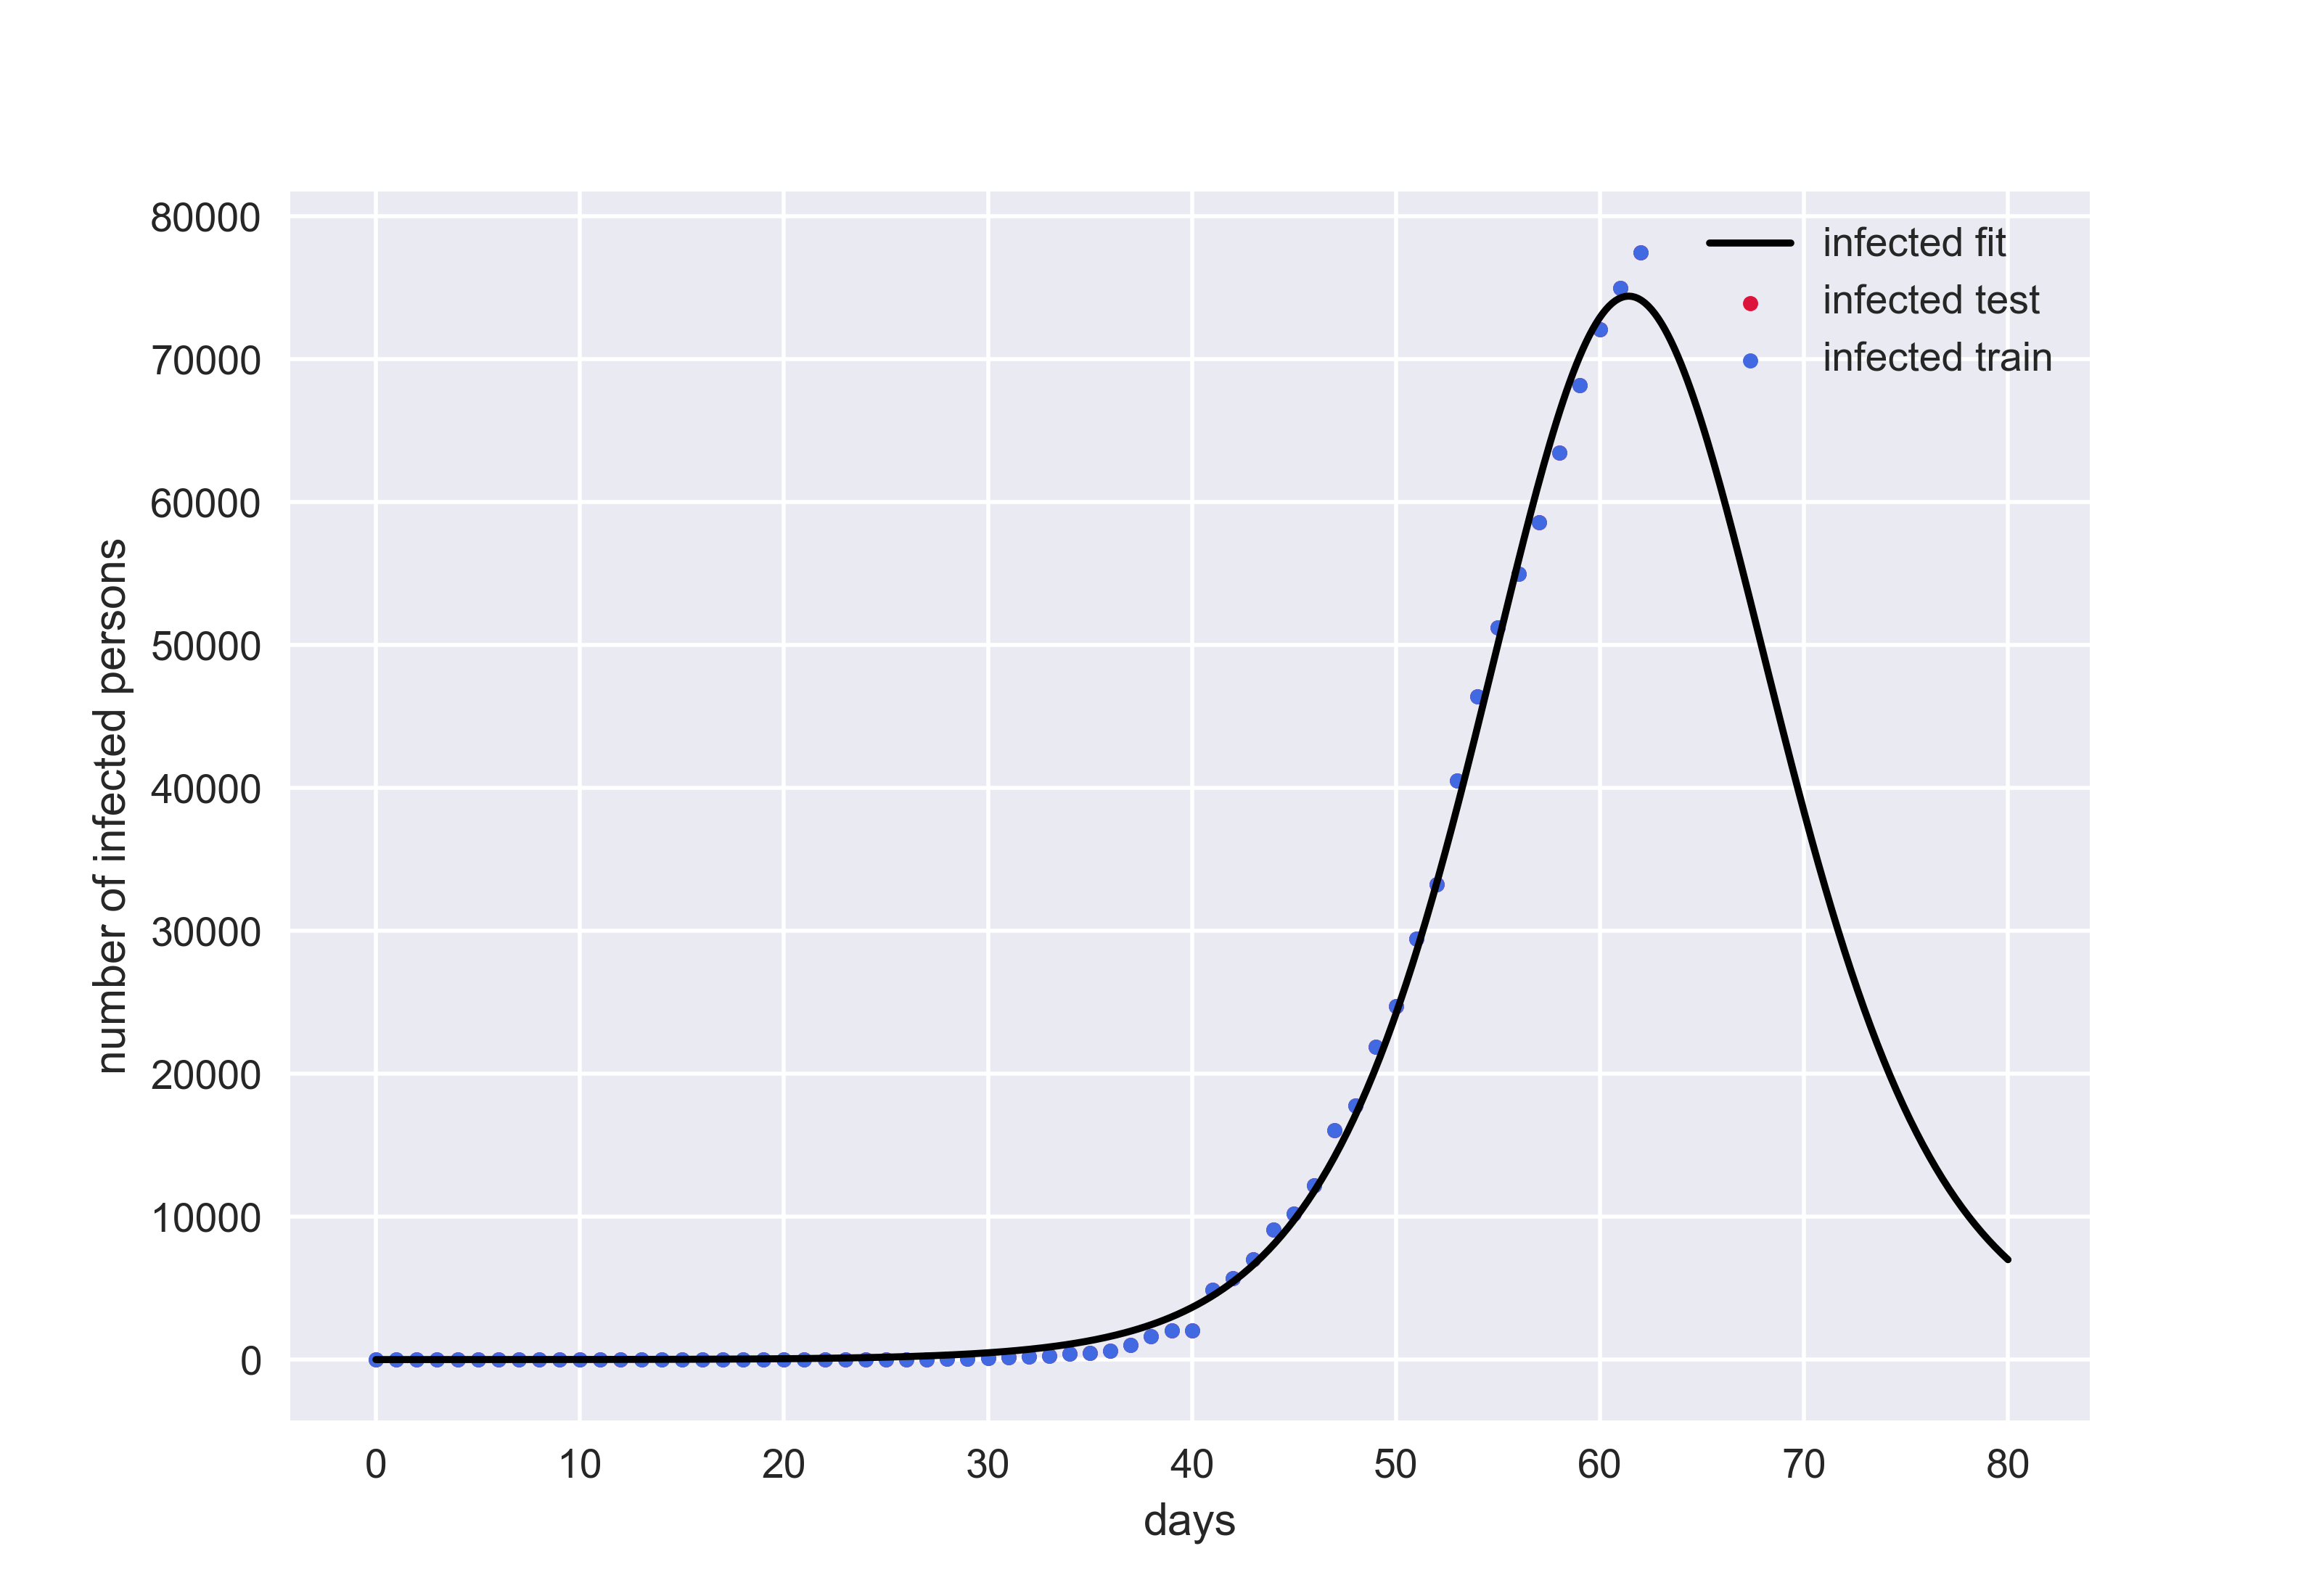 80000
70000
60000
50000
40000
30000
20000
10000
0
number of infected persons
infected fit
infected test
infected train
0 10 20 30 40 50 60 70 80
days